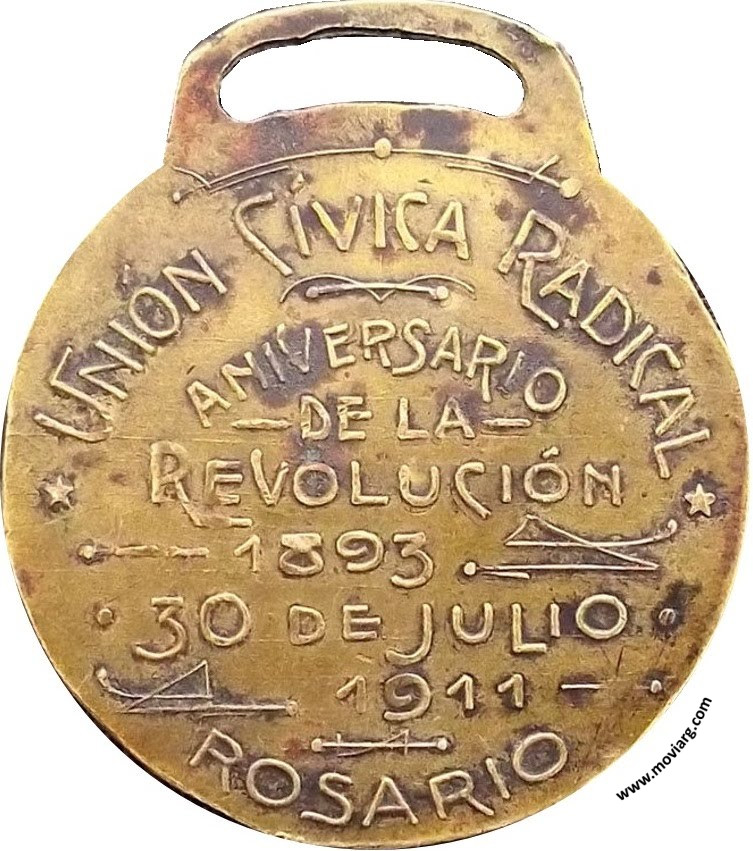 UNIÓN CÍVICA RADICAL
ANIVERSARIO
DE LA
REVOLUCIÓN
1893
30 DE JULIO
1911
ROSARIO
www.moviarg.com